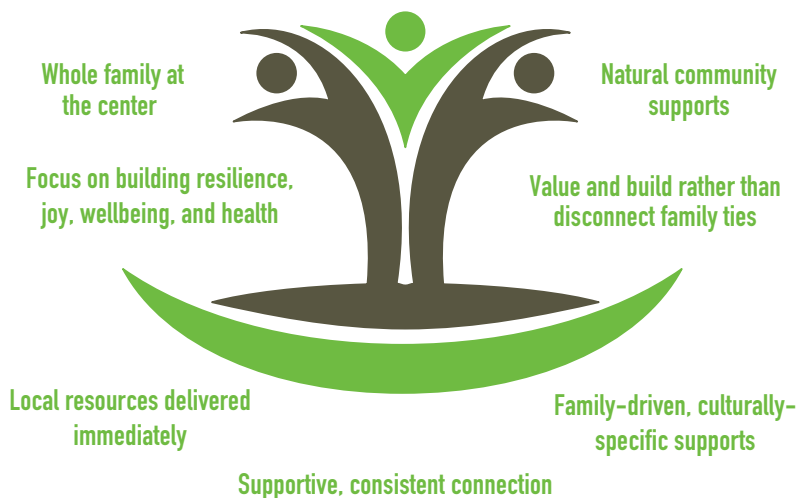 Whole family at
the center
Natural community
supports
Focus on building resilience,
joy, wellbeing, and health
Value and build rather than
disconnect family ties
Local resources delivered
immediately
Family-driven, culturally-
specific supports
Supportive, consistent connection